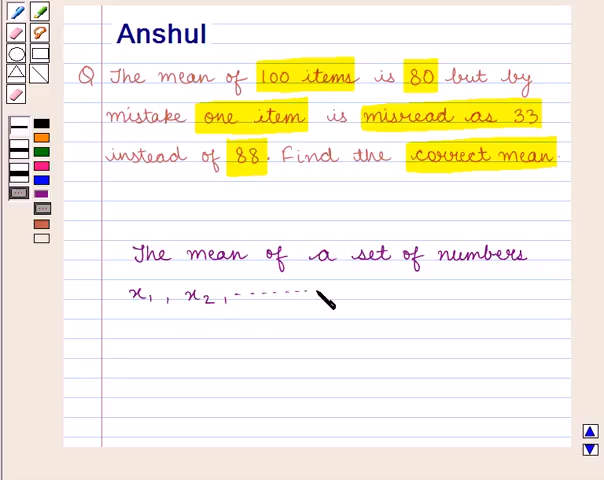 Anshul
Q The mean of 100 items is 80 but by
mistake one item is misread as 33
instead of 88. Find the correct mean.
The mean of a set of numbers
x₁, x₂, --------